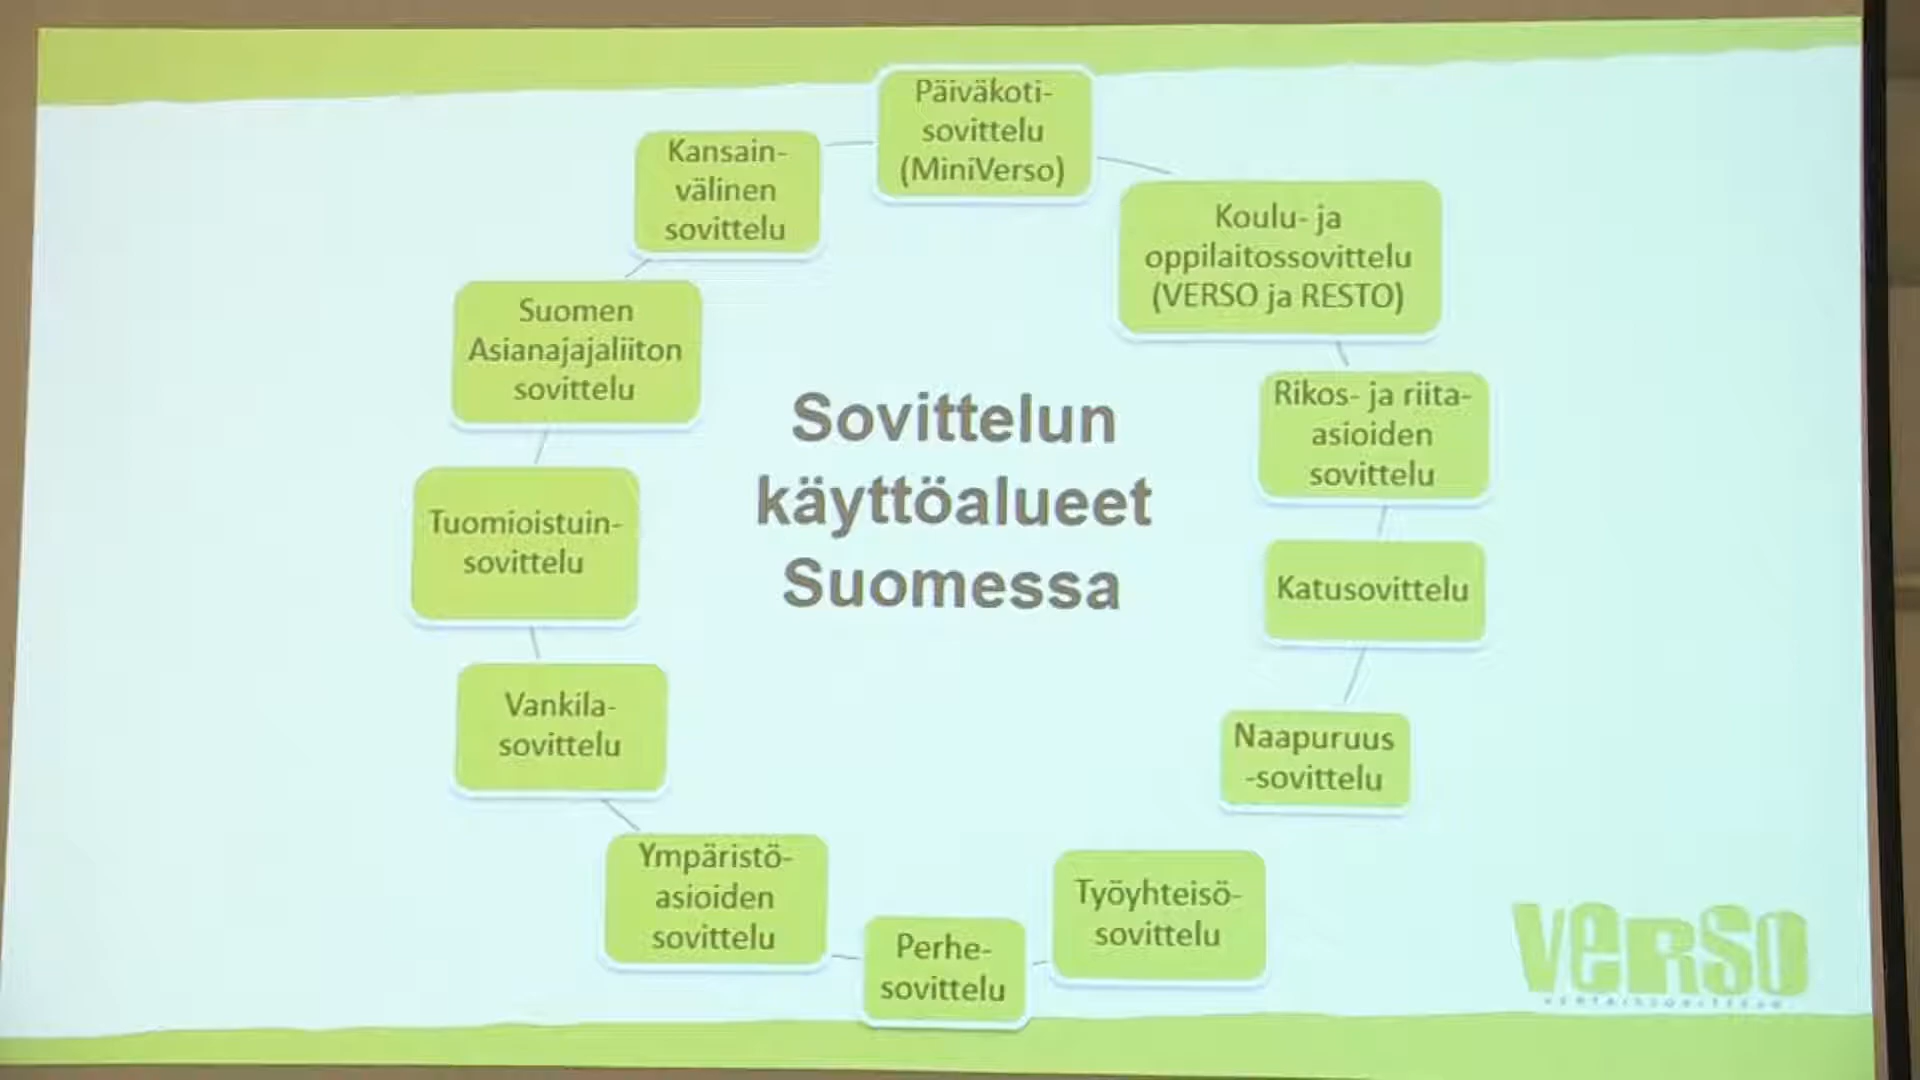 Päiväkoti-
sovittelu
(MiniVerso)
Koulu- ja
oppilaitossovittelu
(VERSO ja RESTO)
Rikos- ja riita-
asioiden
sovittelu
Katusovittelu
Naapuruus
-sovittelu
Työyhteisö-
sovittelu
Perhe-
sovittelu
Ympäristö-
asioiden
sovittelu
Vankila-
sovittelu
Tuomioistuin-
sovittelu
Suomen
Asianajajaliiton
sovittelu
Kansain-
välinen
sovittelu
Sovittelun
käyttöalueet
Suomessa
verso